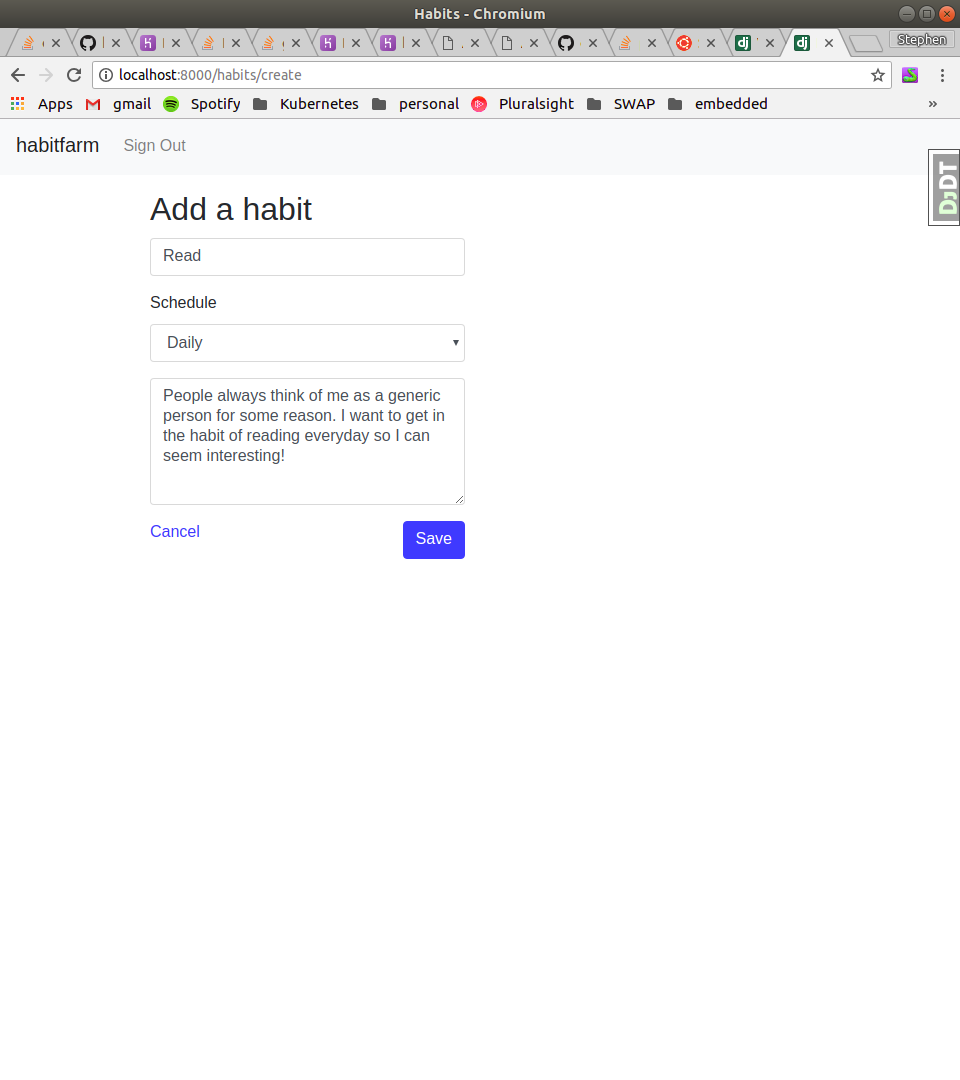 Habits - Chromium
Stephen
localhost:8000/habits/create
Apps gmail Spotify Kubernetes personal Pluralsight SWAP embedded »
habitfarm Sign Out
DjDT
Add a habit
Read
Schedule
Daily
People always think of me as a generic
person for some reason. I want to get in
the habit of reading everyday so I can
seem interesting!
Cancel Save